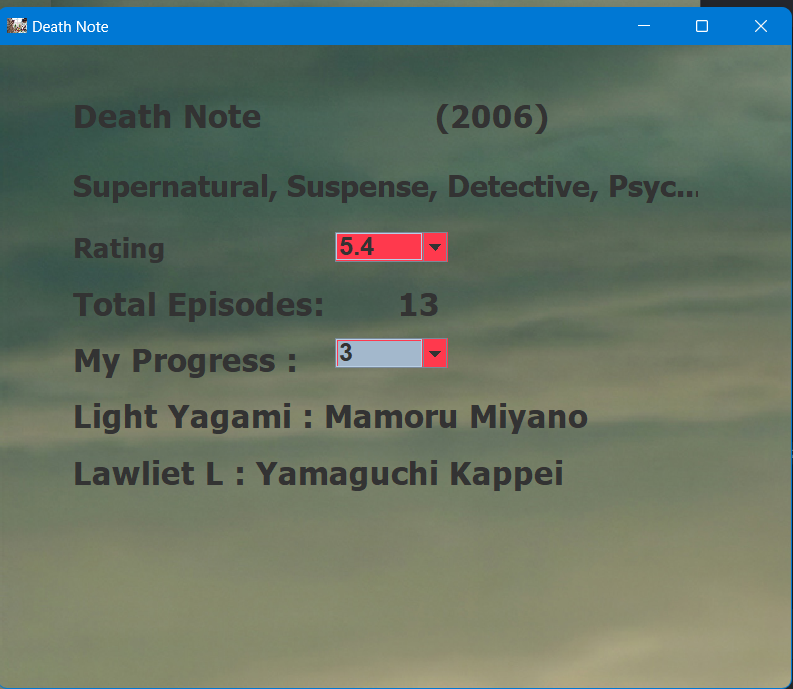 Death Note
Death Note (2006)
Supernatural, Suspense, Detective, Psyc...
Rating 5.4
Total Episodes: 13
My Progress : 3
Light Yagami : Mamoru Miyano
Lawliet L : Yamaguchi Kappei